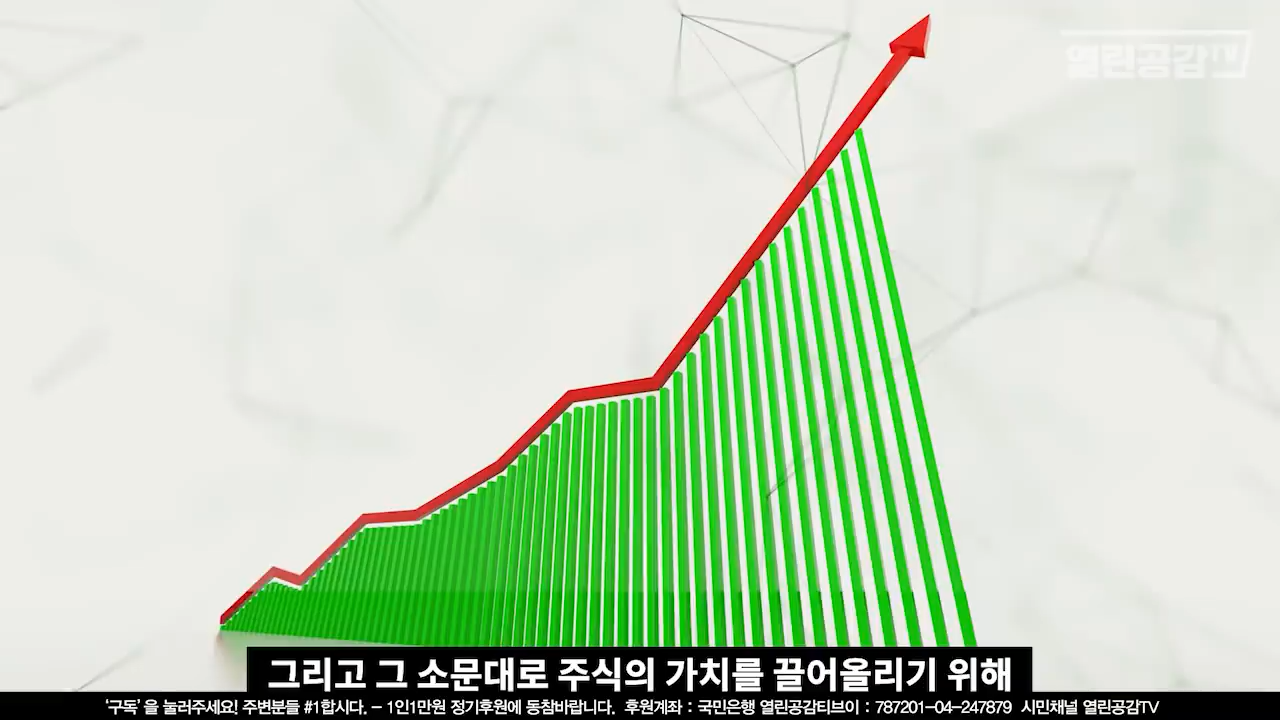 열린공감TV
그리고 그 소문대로 주식의 가치를 끌어올리기 위해
'구독' 을 눌러주세요! 주변분들 #1합시다. – 1인1만원 정기후원에 동참바랍니다. 후원계좌 : 국민은행 열린공감티브이 : 787201-04-247879 시민채널 열린공감TV